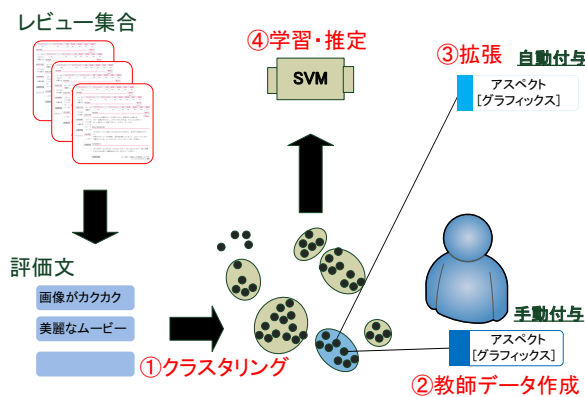 レビュー集合
④学習・推定
SVM
③拡張
自動付与
アスペクト
[グラフィックス]
評価文
画像がカクカク
美麗なムービー
①クラスタリング
手動付与
アスペクト
[グラフィックス]
②教師データ作成